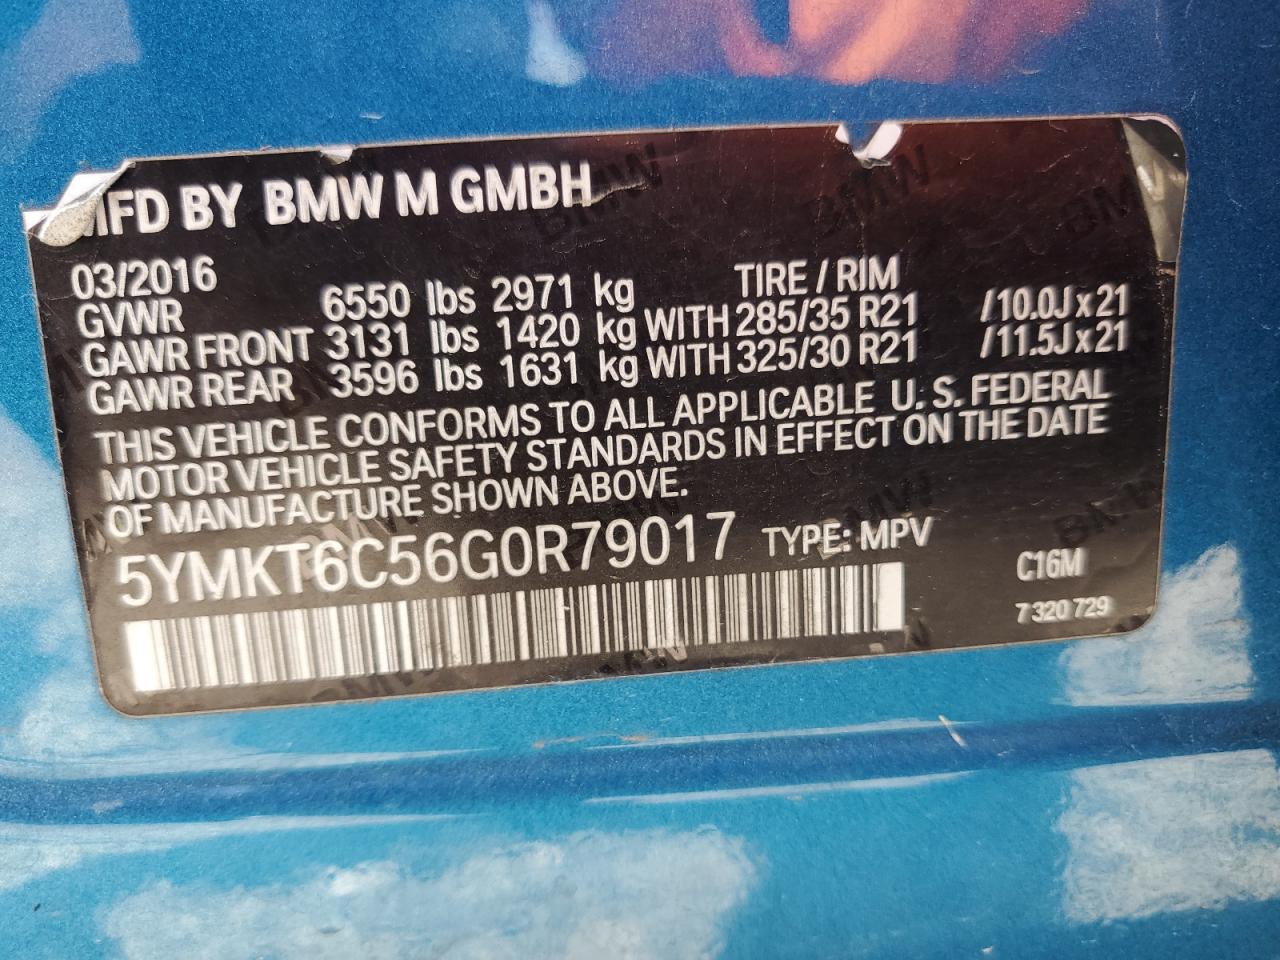 MFD BY BMW M GMBH
03/2016 TIRE / RIM
GVWR 6550 lbs 2971 kg
GAWR FRONT 3131 lbs 1420 kg WITH 285/35 R21 /10.0J x 21
GAWR REAR 3596 lbs 1631 kg WITH 325/30 R21 /11.5J x 21
THIS VEHICLE CONFORMS TO ALL APPLICABLE U. S. FEDERAL
MOTOR VEHICLE SAFETY STANDARDS IN EFFECT ON THE DATE
OF MANUFACTURE SHOWN ABOVE.
5YMKT6C56G0R79017 TYPE: MPV
C16M
7 320 729